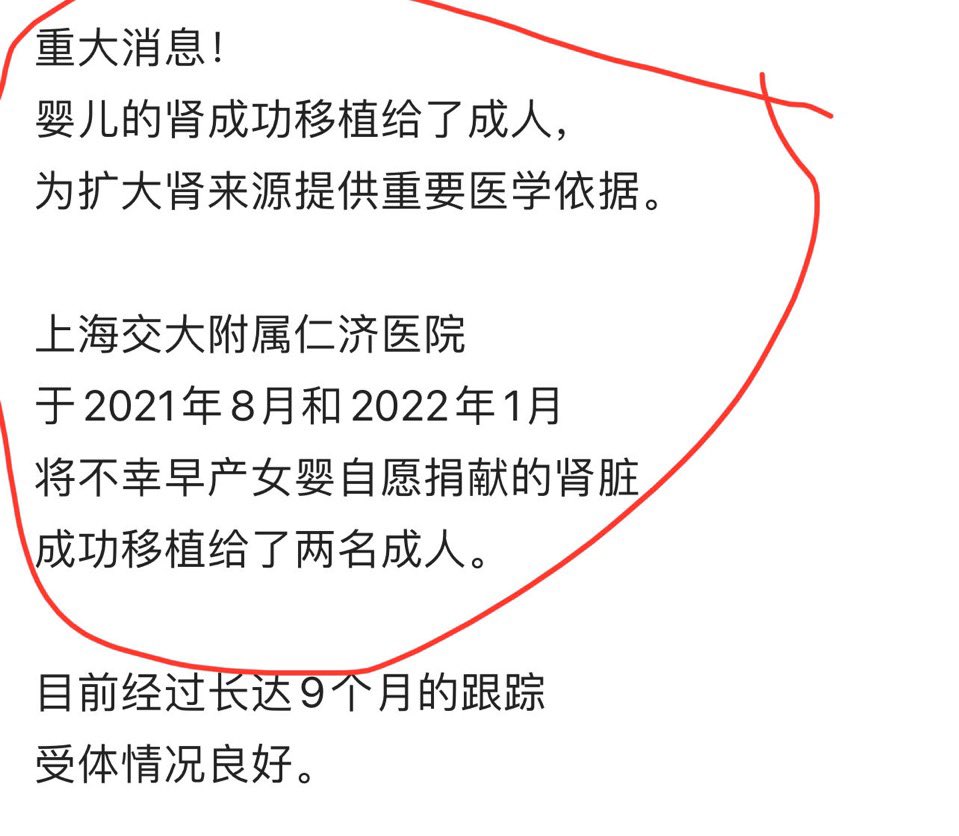 重大消息！
婴儿的肾成功移植给了成人，
为扩大肾来源提供重要医学依据。
上海交大附属仁济医院
于2021年8月和2022年1月
将不幸早产女婴自愿捐献的肾脏
成功移植给了两名成人。
目前经过长达9个月的跟踪
受体情况良好。